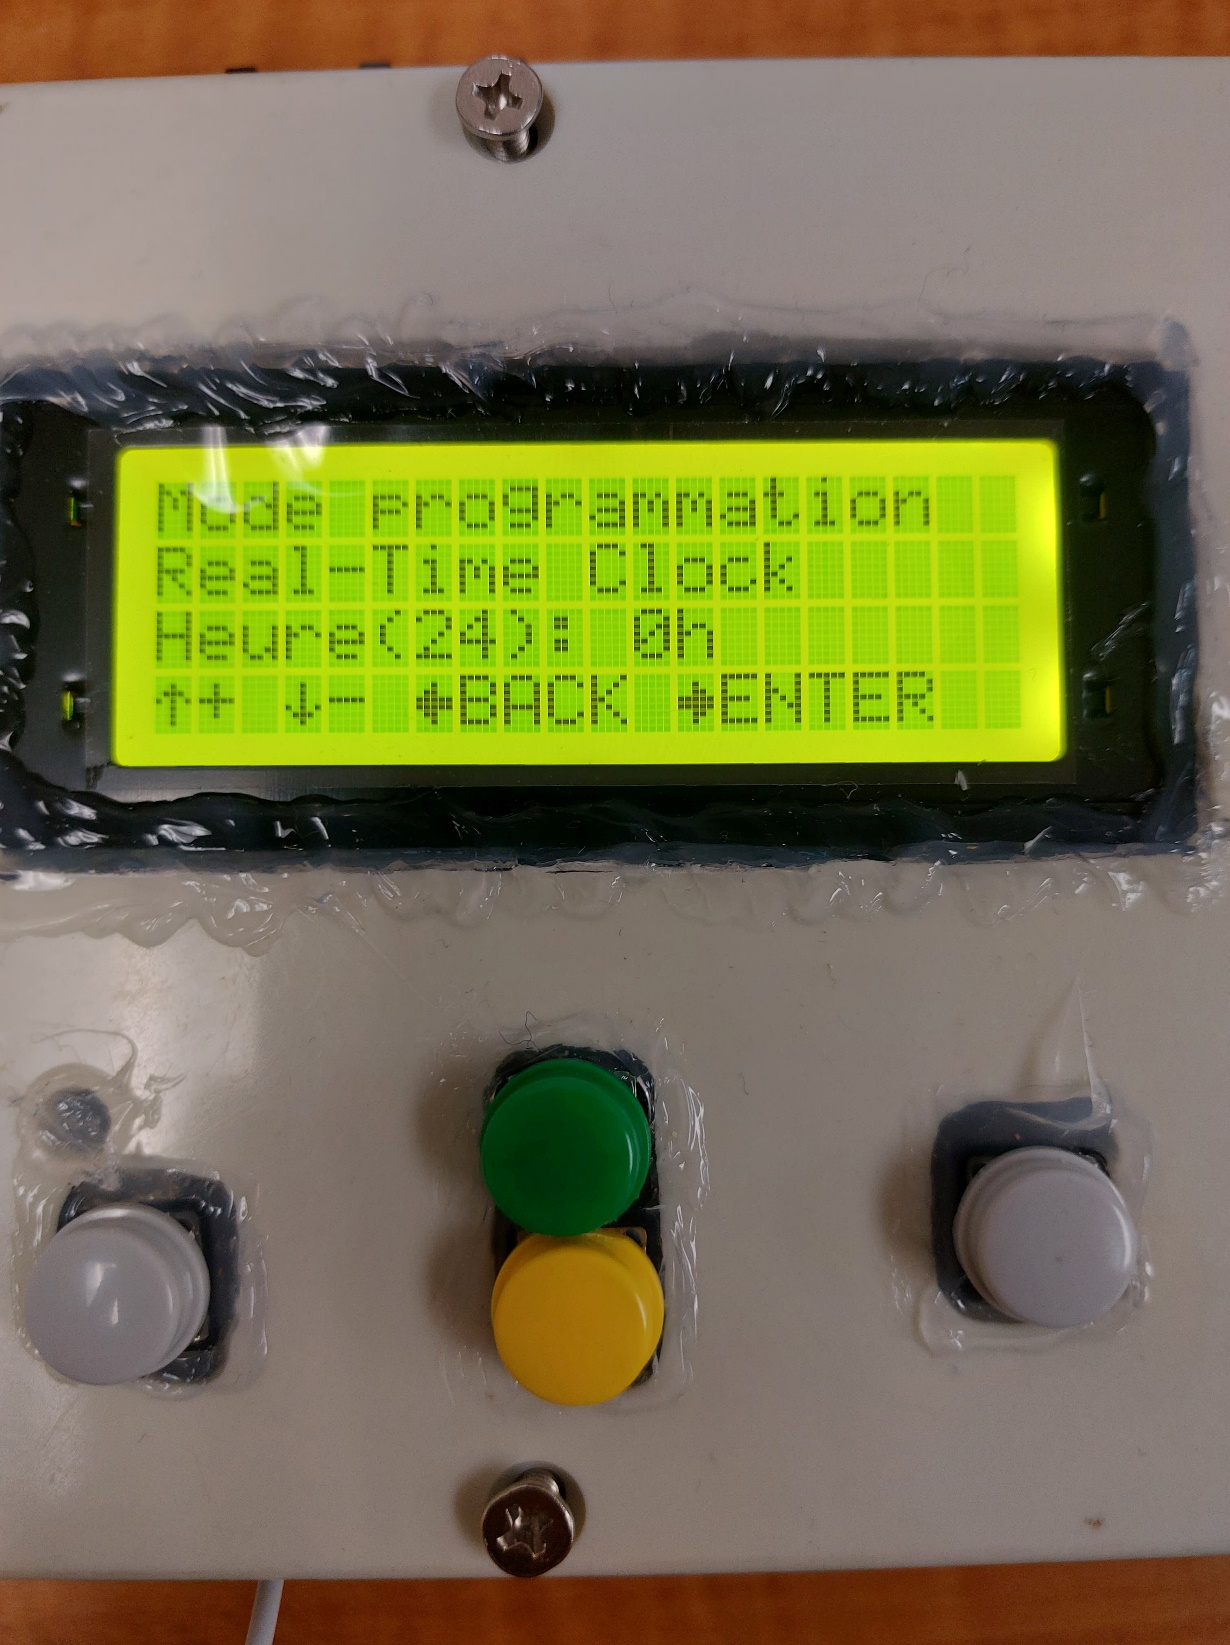 Mode programmation
Real-Time Clock
Heure(24): 0h
↑+ ↓- ←BACK →ENTER